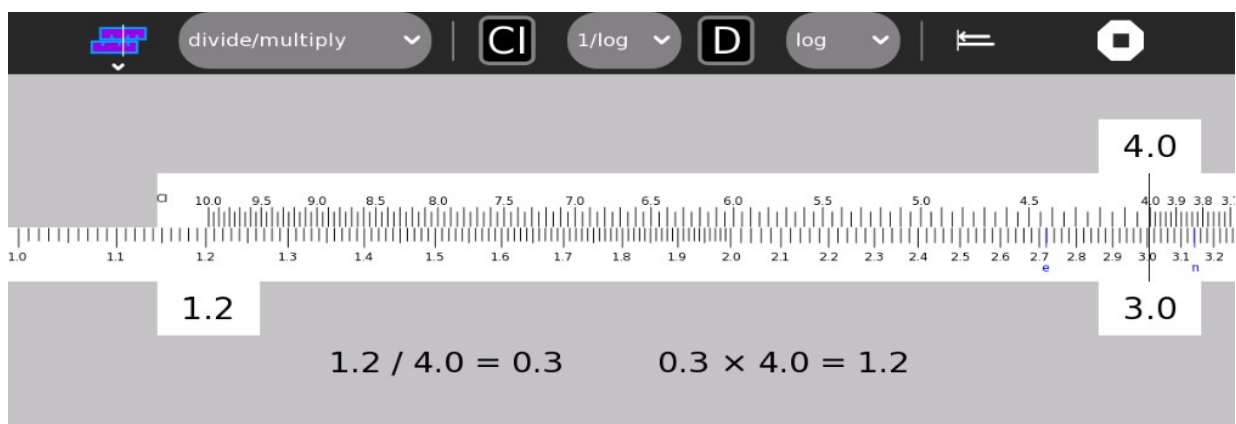 divide/multiply CI 1/log D log
4.0
CI 10.0 9.5 9.0 8.5 8.0 7.5 7.0 6.5 6.0 5.5 5.0 4.5 4.0 3.9 3.8 3.7
1.0 1.1 1.2 1.3 1.4 1.5 1.6 1.7 1.8 1.9 2.0 2.1 2.2 2.3 2.4 2.5 2.6 2.7 2.8 2.9 3.0 3.1 3.2
e π
1.2 3.0
1.2 / 4.0 = 0.3 0.3 × 4.0 = 1.2